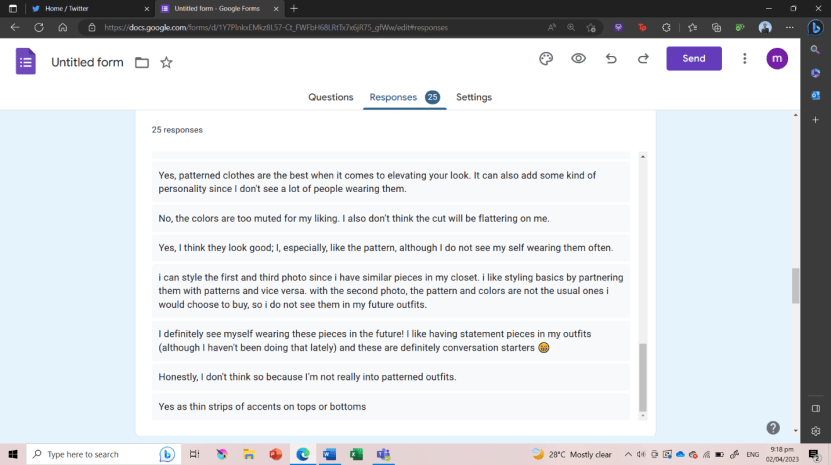 Home / Twitter
Untitled form - Google Forms
https://docs.google.com/forms/d/
Untitled form
Send
m
Questions
Responses
25
Settings
25 responses
Yes, patterned clothes are the best when it comes to elevating your look. It can also add some kind of
personality since I don't see a lot of people wearing them.
No, the colors are too muted for my liking. I also don't think the cut will be flattering on me.
Yes, I think they look good; I, especially, like the pattern, although I do not see my self wearing them often.
i can style the first and third photo since i have similar pieces in my closet. i like styling basics by partnering
them with patterns and vice versa. with the second photo, the pattern and colors are not the usual ones i
would choose to buy, so i do not see them in my future outfits.
I definitely see myself wearing these pieces in the future! I like having statement pieces in my outfits
(although I haven't been doing that lately) and these are definitely conversation starters 😁
Honestly, I don't think so because I'm not really into patterned outfits.
Yes as thin strips of accents on tops or bottoms
Type here to search
28°C Mostly clear
ENG
9:18 pm
02/04/2023